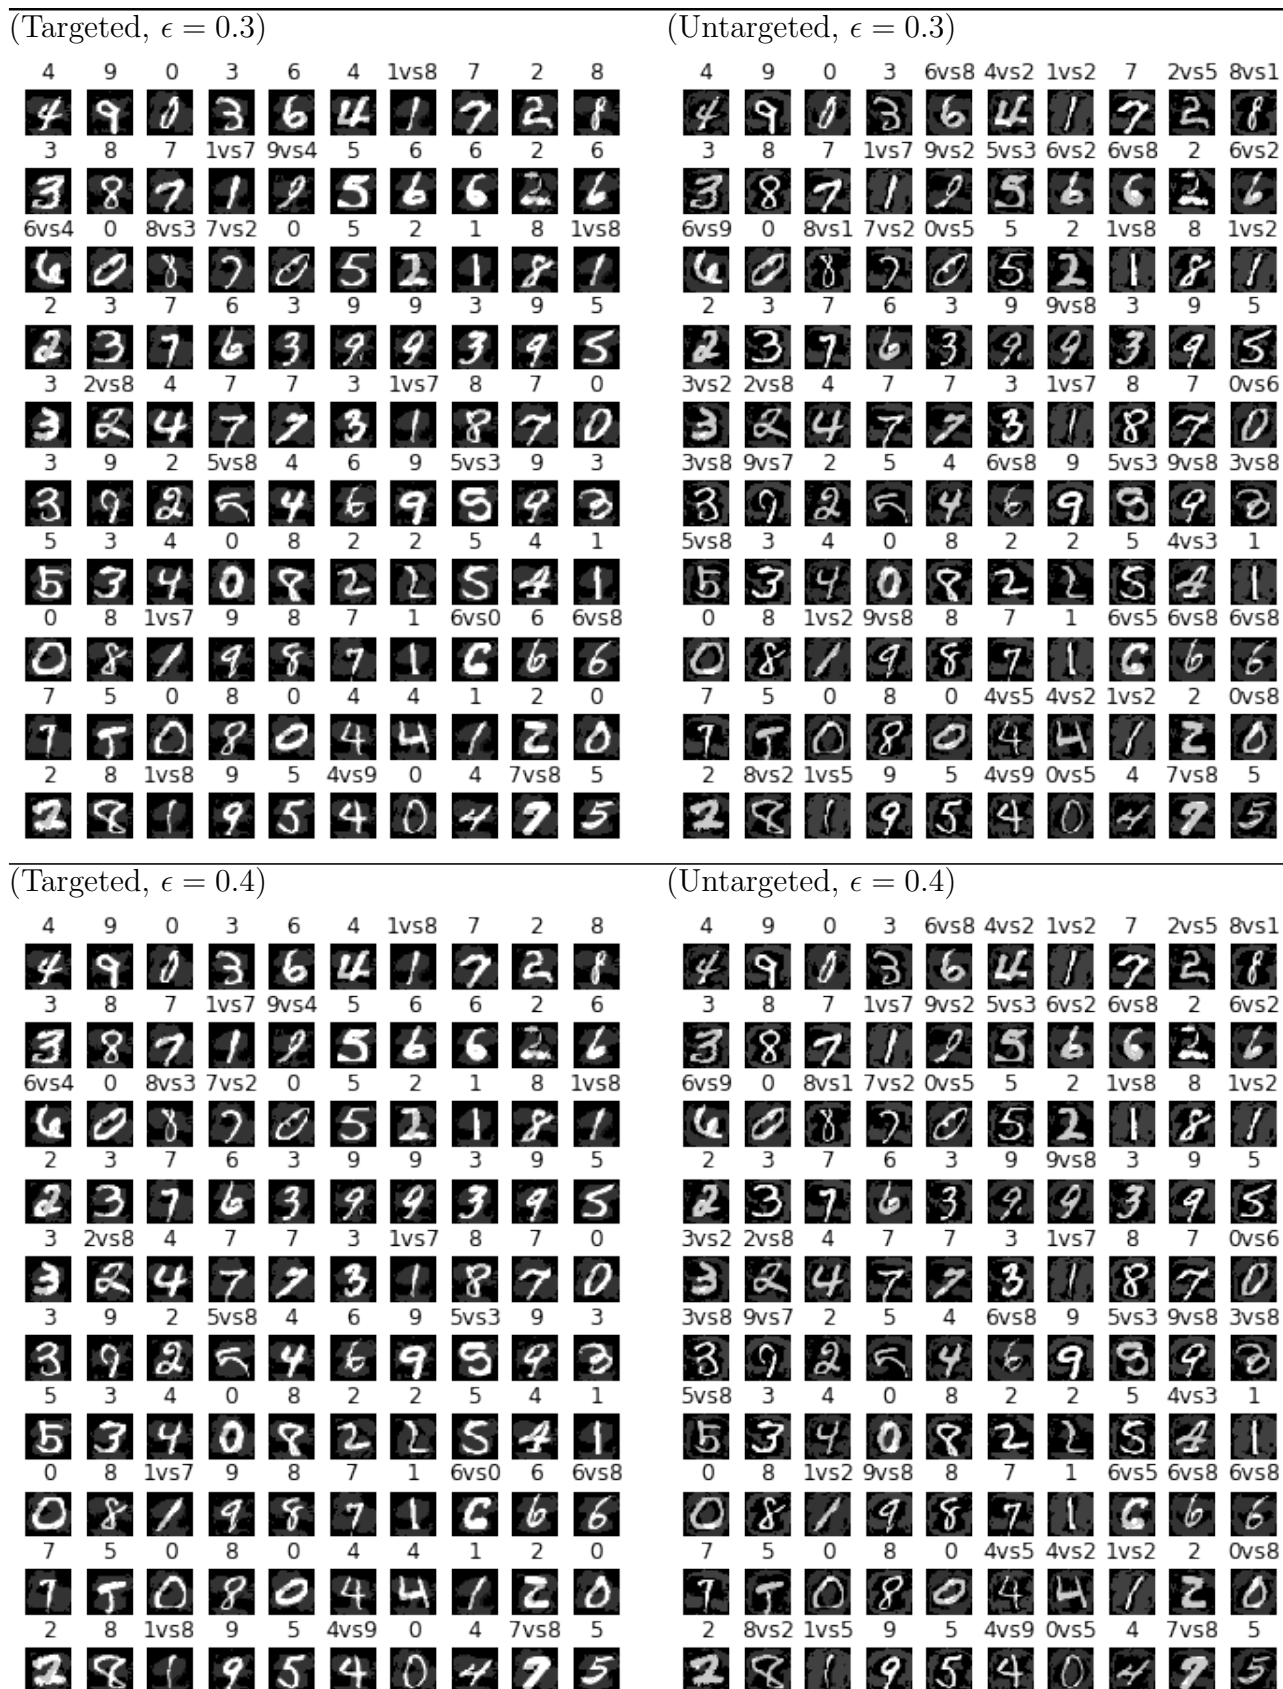 (Targeted, ϵ = 0.3)
4 9 0 3 6 4 1vs8 7 2 8
3 8 7 1vs7 9vs4 5 6 6 2 6
6vs4 0 8vs3 7vs2 0 5 2 1 8 1vs8
2 3 7 6 3 9 9 3 9 5
3 2vs8 4 7 7 3 1vs7 8 7 0
3 9 2 5vs8 4 6 9 5vs3 9 3
5 3 4 0 8 2 2 5 4 1
0 8 1vs7 9 8 7 1 6vs0 6 6vs8
7 5 0 8 0 4 4 1 2 0
2 8 1vs8 9 5 4vs9 0 4 7vs8 5
(Untargeted, ϵ = 0.3)
4 9 0 3 6vs8 4vs2 1vs2 7 2vs5 8vs1
3 8 7 1vs7 9vs2 5vs3 6vs2 6vs8 2 6vs2
6vs9 0 8vs1 7vs2 0vs5 5 2 1vs8 8 1vs2
2 3 7 6 3 9 9vs8 3 9 5
3vs2 2vs8 4 7 7 3 1vs7 8 7 0vs6
3vs8 9vs7 2 5 4 6vs8 9 5vs3 9vs8 3vs8
5vs8 3 4 0 8 2 2 5 4vs3 1
0 8 1vs2 9vs8 8 7 1 6vs5 6vs8 6vs8
7 5 0 8 0 4vs5 4vs2 1vs2 2 0vs8
2 8vs2 1vs5 9 5 4vs9 0vs5 4 7vs8 5
(Targeted, ϵ = 0.4)
4 9 0 3 6 4 1vs8 7 2 8
3 8 7 1vs7 9vs4 5 6 6 2 6
6vs4 0 8vs3 7vs2 0 5 2 1 8 1vs8
2 3 7 6 3 9 9 3 9 5
3 2vs8 4 7 7 3 1vs7 8 7 0
3 9 2 5vs8 4 6 9 5vs3 9 3
5 3 4 0 8 2 2 5 4 1
0 8 1vs7 9 8 7 1 6vs0 6 6vs8
7 5 0 8 0 4 4 1 2 0
2 8 1vs8 9 5 4vs9 0 4 7vs8 5
(Untargeted, ϵ = 0.4)
4 9 0 3 6vs8 4vs2 1vs2 7 2vs5 8vs1
3 8 7 1vs7 9vs2 5vs3 6vs2 6vs8 2 6vs2
6vs9 0 8vs1 7vs2 0vs5 5 2 1vs8 8 1vs2
2 3 7 6 3 9 9vs8 3 9 5
3vs2 2vs8 4 7 7 3 1vs7 8 7 0vs6
3vs8 9vs7 2 5 4 6vs8 9 5vs3 9vs8 3vs8
5vs8 3 4 0 8 2 2 5 4vs3 1
0 8 1vs2 9vs8 8 7 1 6vs5 6vs8 6vs8
7 5 0 8 0 4vs5 4vs2 1vs2 2 0vs8
2 8vs2 1vs5 9 5 4vs9 0vs5 4 7vs8 5